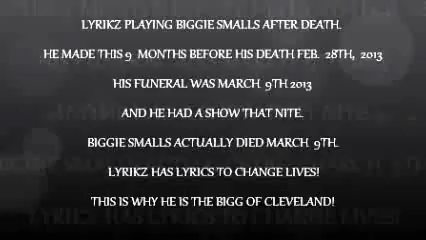 LYRIKZ PLAYING BIGGIE SMALLS AFTER DEATH.
HE MADE THIS 9 MONTHS BEFORE HIS DEATH FEB. 28TH, 2013
HIS FUNERAL WAS MARCH 9TH 2013
AND HE HAD A SHOW THAT NITE.
BIGGIE SMALLS ACTUALLY DIED MARCH 9TH.
LYRIKZ HAS LYRICS TO CHANGE LIVES!
THIS IS WHY HE IS THE BIGG OF CLEVELAND!